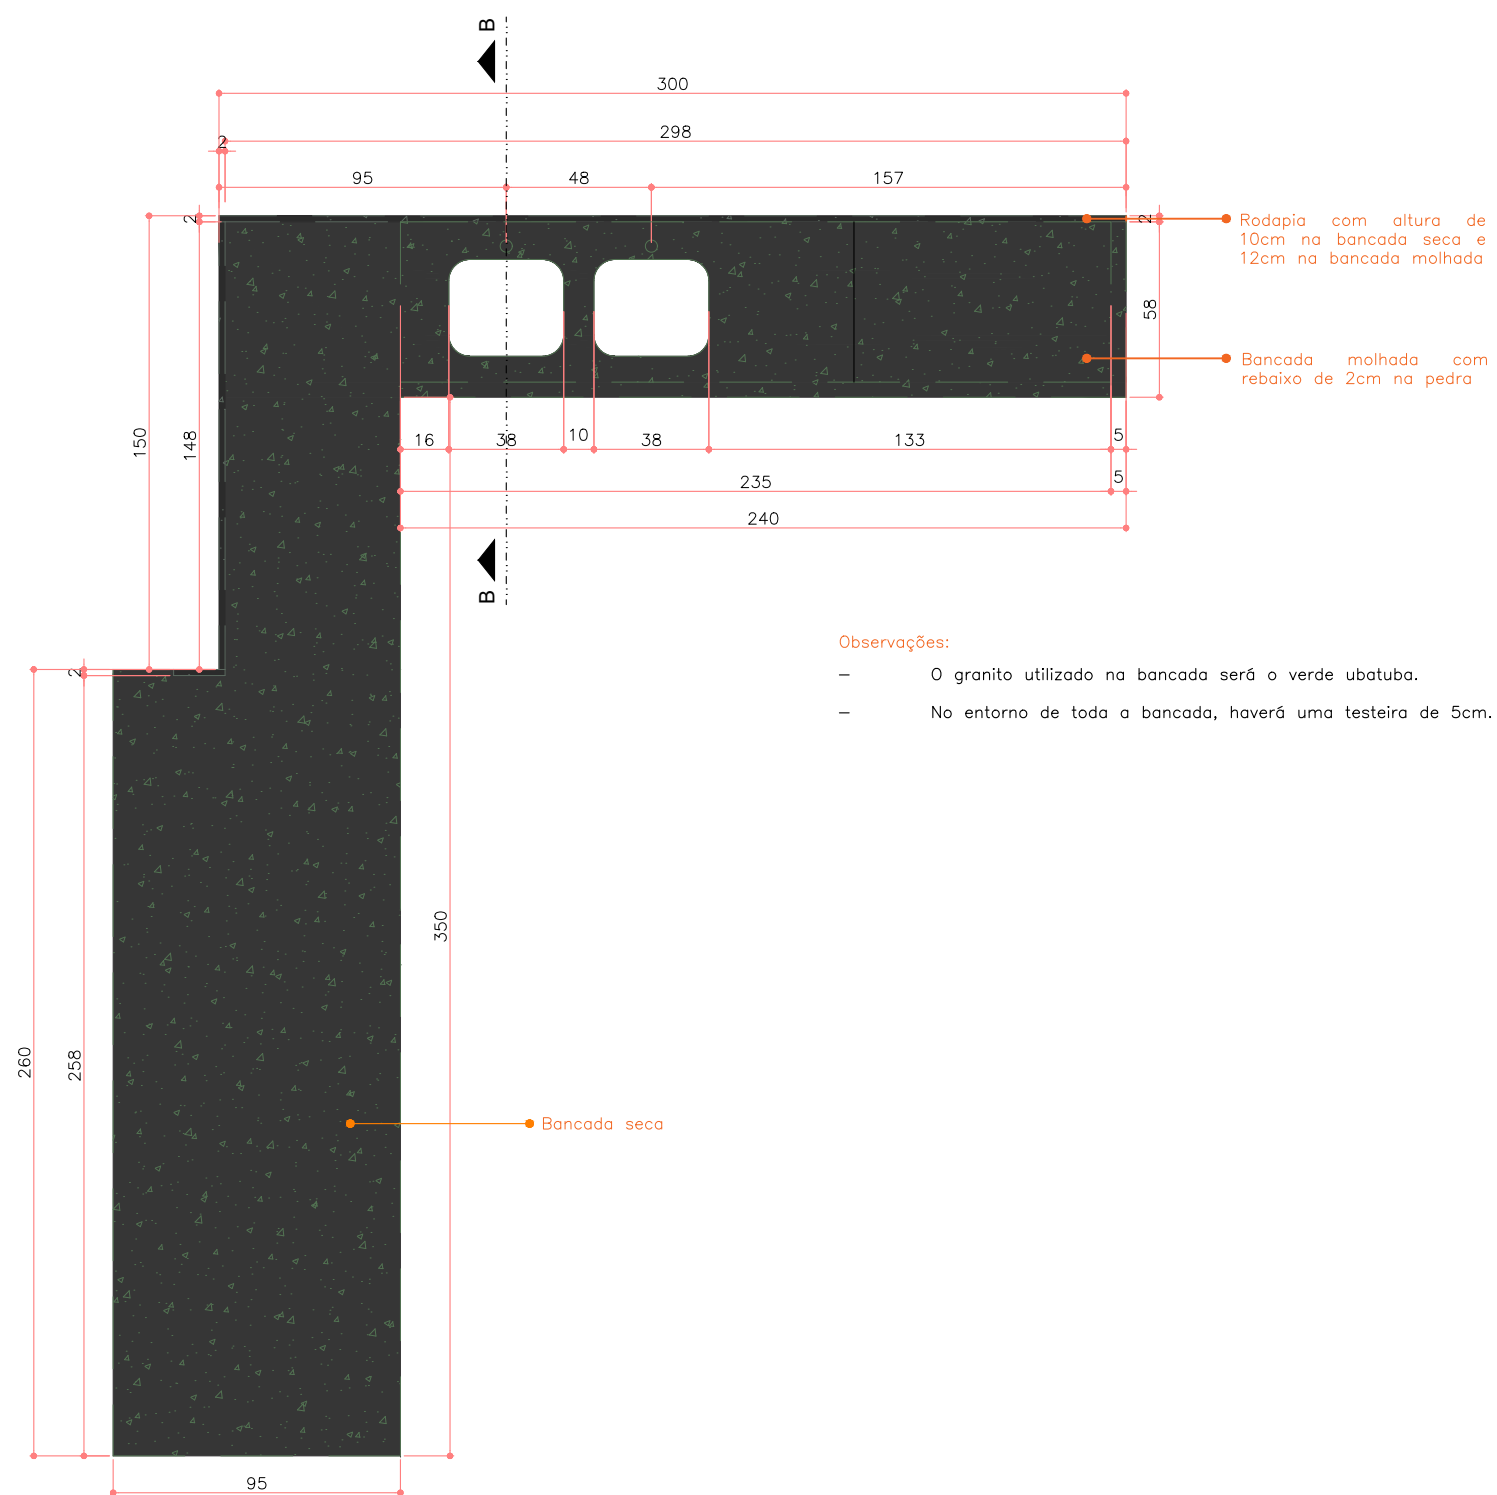 B
300
298
2
95 48 157
2
2
Rodapia com altura de
10cm na bancada seca e
12cm na bancada molhada
58
Bancada molhada com
rebaixo de 2cm na pedra
150
148
16 38 10 38 133 5
235 5
240
B
Observações:
2
– O granito utilizado na bancada será o verde ubatuba.
– No entorno de toda a bancada, haverá uma testeira de 5cm.
350
260
258
Bancada seca
95